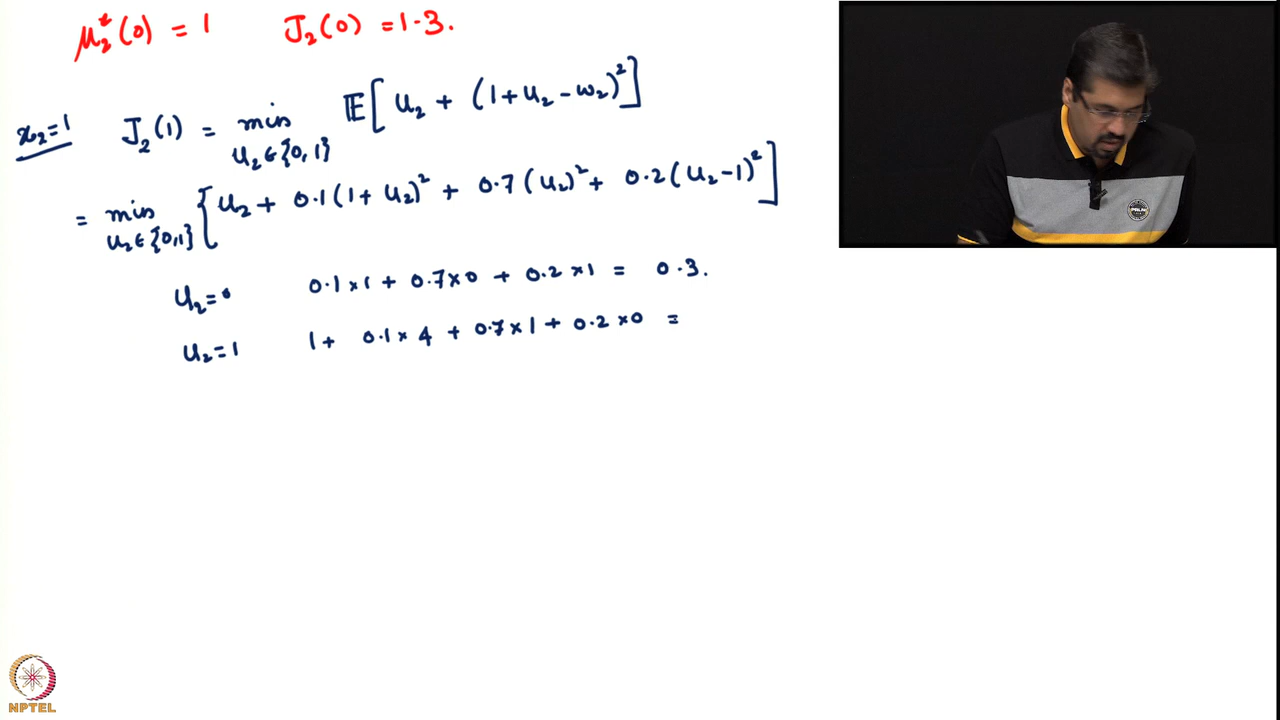 μ₂*(0) = 1 J₂(0) = 1.3.
x₂=1 J₂(1) = min_{u₂∈{0,1}} 𝔼[u₂ + (1+u₂-w₂)²]
= min_{u₂∈{0,1}} {u₂ + 0.1(1+u₂)² + 0.7(u₂)² + 0.2(u₂-1)²]
u₂=0 0.1×1 + 0.7×0 + 0.2×1 = 0.3.
u₂=1 1+ 0.1×4 + 0.7×1 + 0.2×0 =
NPTEL